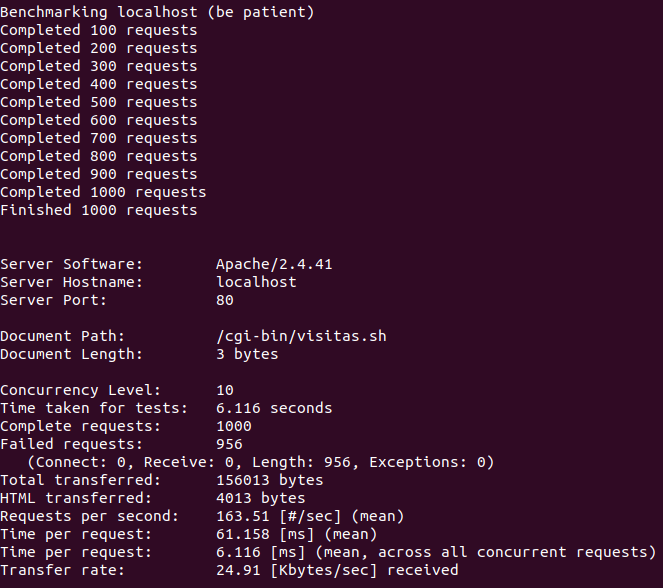 Benchmarking localhost (be patient)
Completed 100 requests
Completed 200 requests
Completed 300 requests
Completed 400 requests
Completed 500 requests
Completed 600 requests
Completed 700 requests
Completed 800 requests
Completed 900 requests
Completed 1000 requests
Finished 1000 requests
Server Software: Apache/2.4.41
Server Hostname: localhost
Server Port: 80
Document Path: /cgi-bin/visitas.sh
Document Length: 3 bytes
Concurrency Level: 10
Time taken for tests: 6.116 seconds
Complete requests: 1000
Failed requests: 956
(Connect: 0, Receive: 0, Length: 956, Exceptions: 0)
Total transferred: 156013 bytes
HTML transferred: 4013 bytes
Requests per second: 163.51 [#/sec] (mean)
Time per request: 61.158 [ms] (mean)
Time per request: 6.116 [ms] (mean, across all concurrent requests)
Transfer rate: 24.91 [Kbytes/sec] received